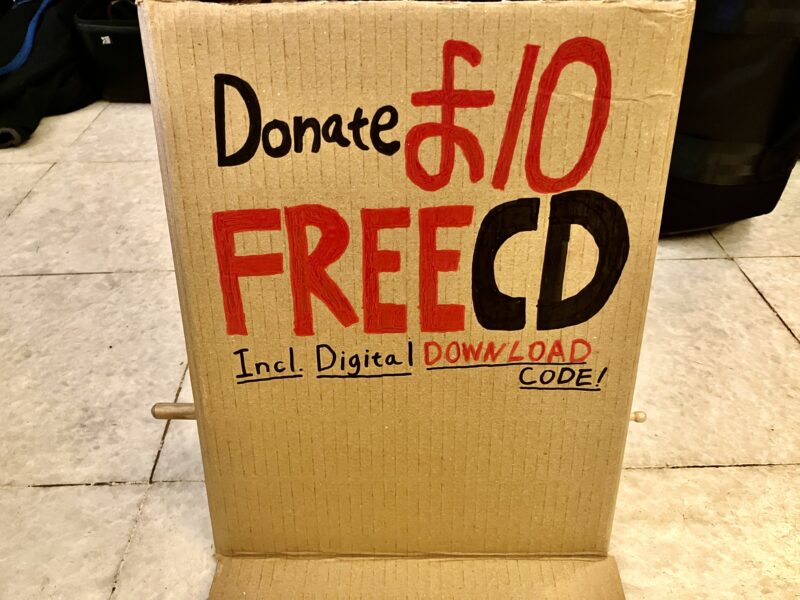 Donate £10
FREE CD
Incl. Digital DOWNLOAD
CODE!